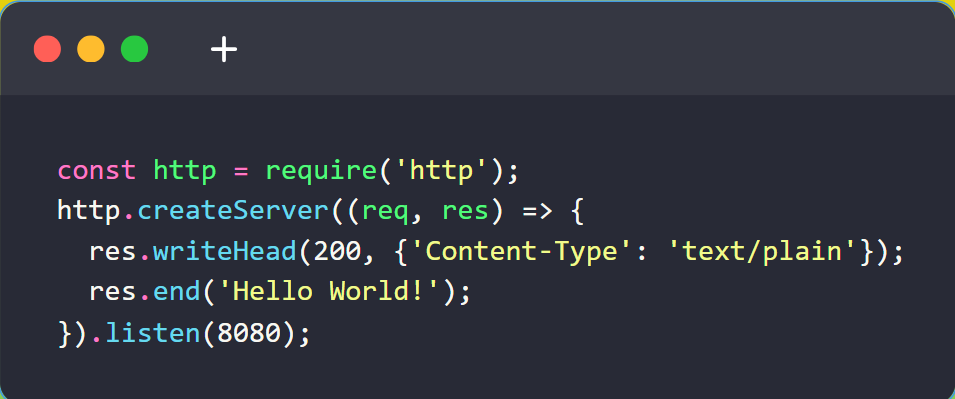 const http = require('http');
http.createServer((req, res) => {
  res.writeHead(200, {'Content-Type': 'text/plain'});
  res.end('Hello World!');
}).listen(8080);